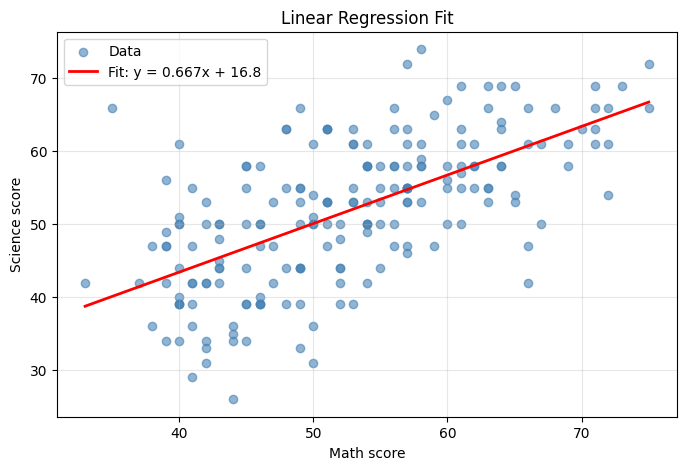 Linear Regression Fit
Data
Fit: y = 0.667x + 16.8
Science score
70
60
50
40
30
40 50 60 70
Math score